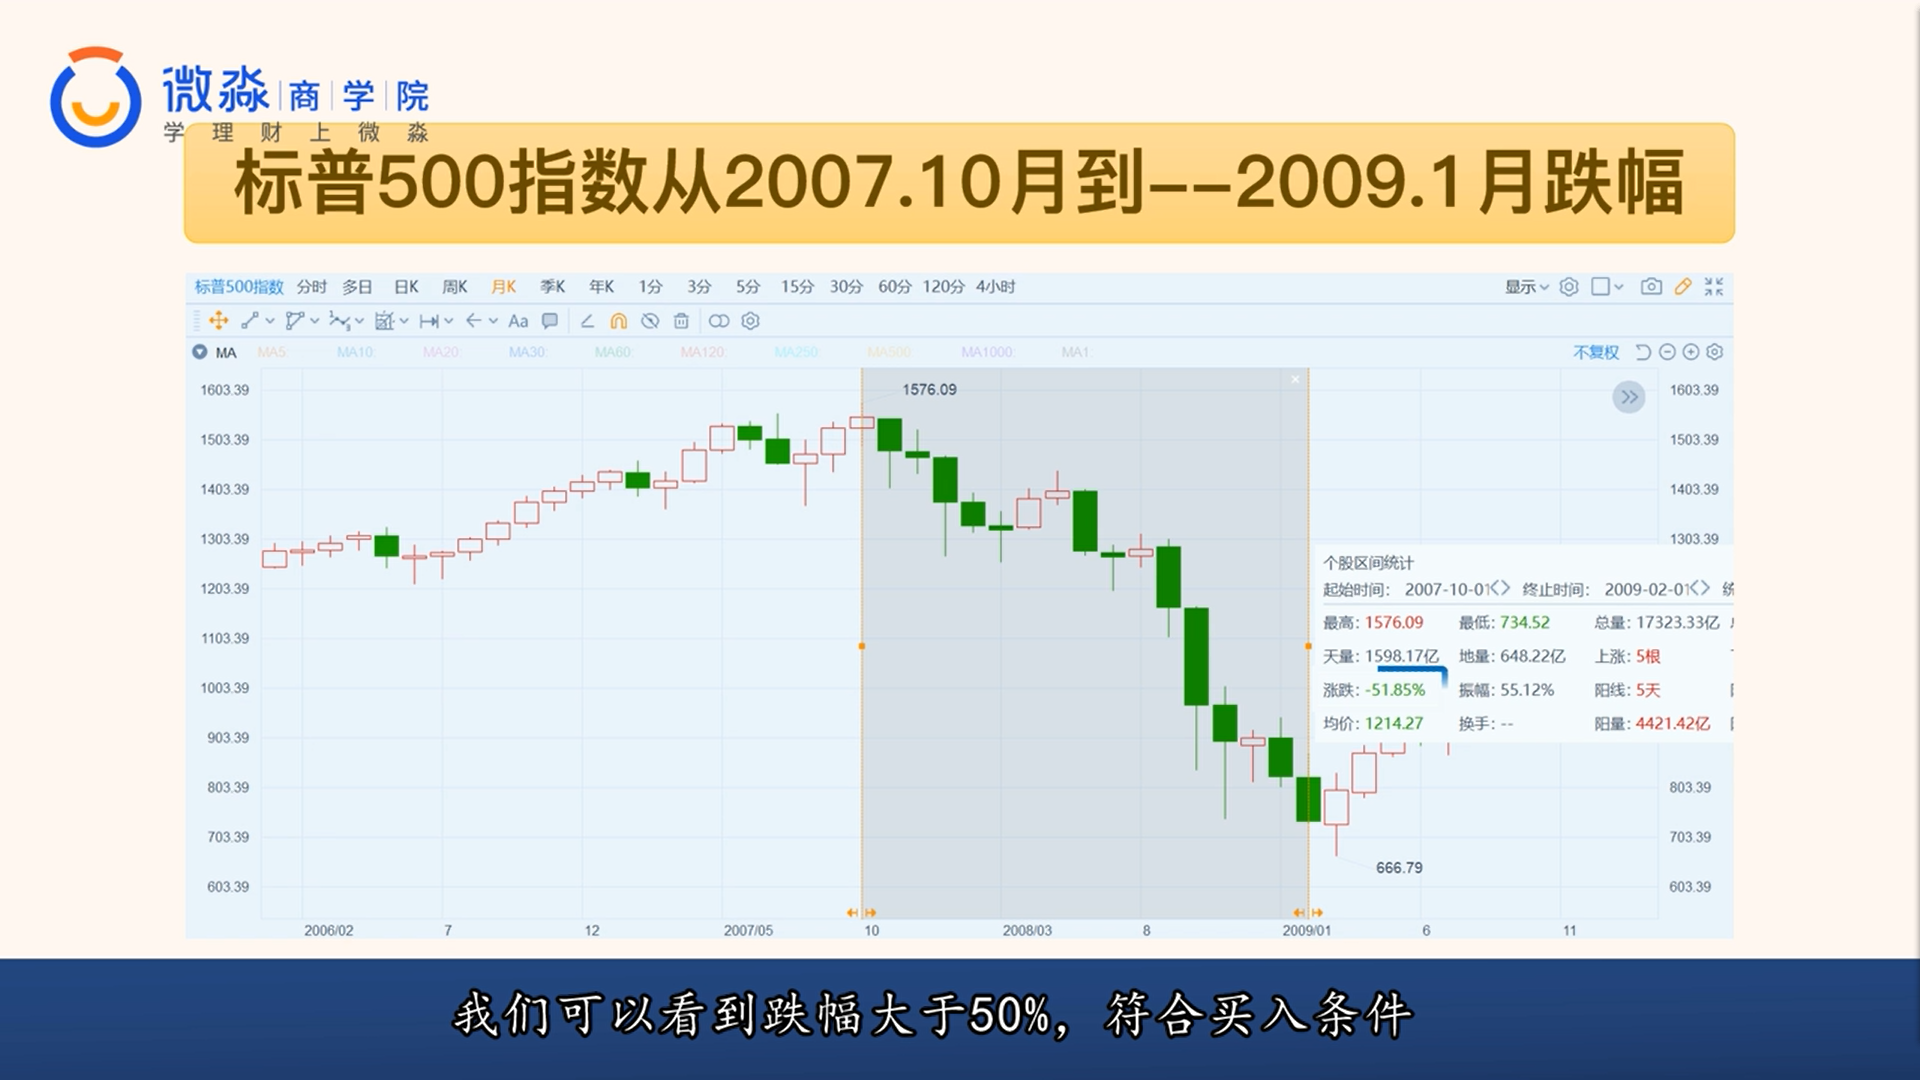 微淼 商 学 院
学 理 财 上 微 淼
标普500指数从2007.10月到--2009.1月跌幅
标普500指数 分时 多日 日K 周K 月K 季K 年K 1分 3分 5分 15分 30分 60分 120分 4小时 显示
Aa
MA MA5: MA10: MA20: MA30: MA60: MA120: MA250: MA500: MA1000: MA1: 不复权
1603.39 1576.09 1603.39
1503.39 1503.39
1403.39 1403.39
1303.39 1303.39
个股区间统计
1203.39 起始时间: 2007-10-01 终止时间: 2009-02-01
最高: 1576.09 最低: 734.52 总量: 17323.33亿
1103.39
天量: 1598.17亿 地量: 648.22亿 上涨: 5根
1003.39 涨跌: -51.85% 振幅: 55.12% 阳线: 5天
均价: 1214.27 换手: -- 阳量: 4421.42亿
903.39
803.39 803.39
703.39 703.39
666.79
603.39 603.39
2006/02 7 12 2007/05 10 2008/03 8 2009/01 6 11
我们可以看到跌幅大于50%，符合买入条件